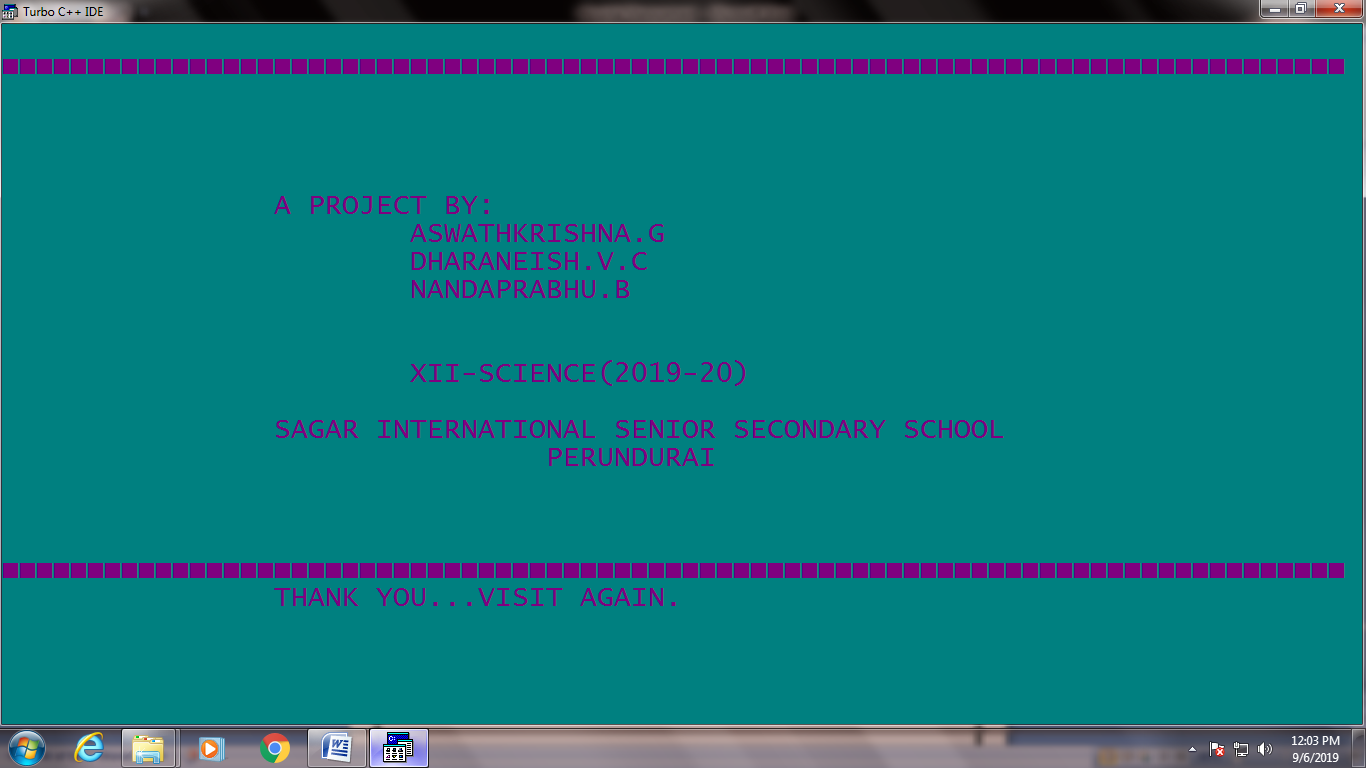 Turbo C++ IDE
A PROJECT BY:
ASWATHKRISHNA.G
DHARANEISH.V.C
NANDAPRABHU.B
XII-SCIENCE(2019-20)
SAGAR INTERNATIONAL SENIOR SECONDARY SCHOOL
PERUNDURAI
THANK YOU...VISIT AGAIN.
12:03 PM
9/6/2019